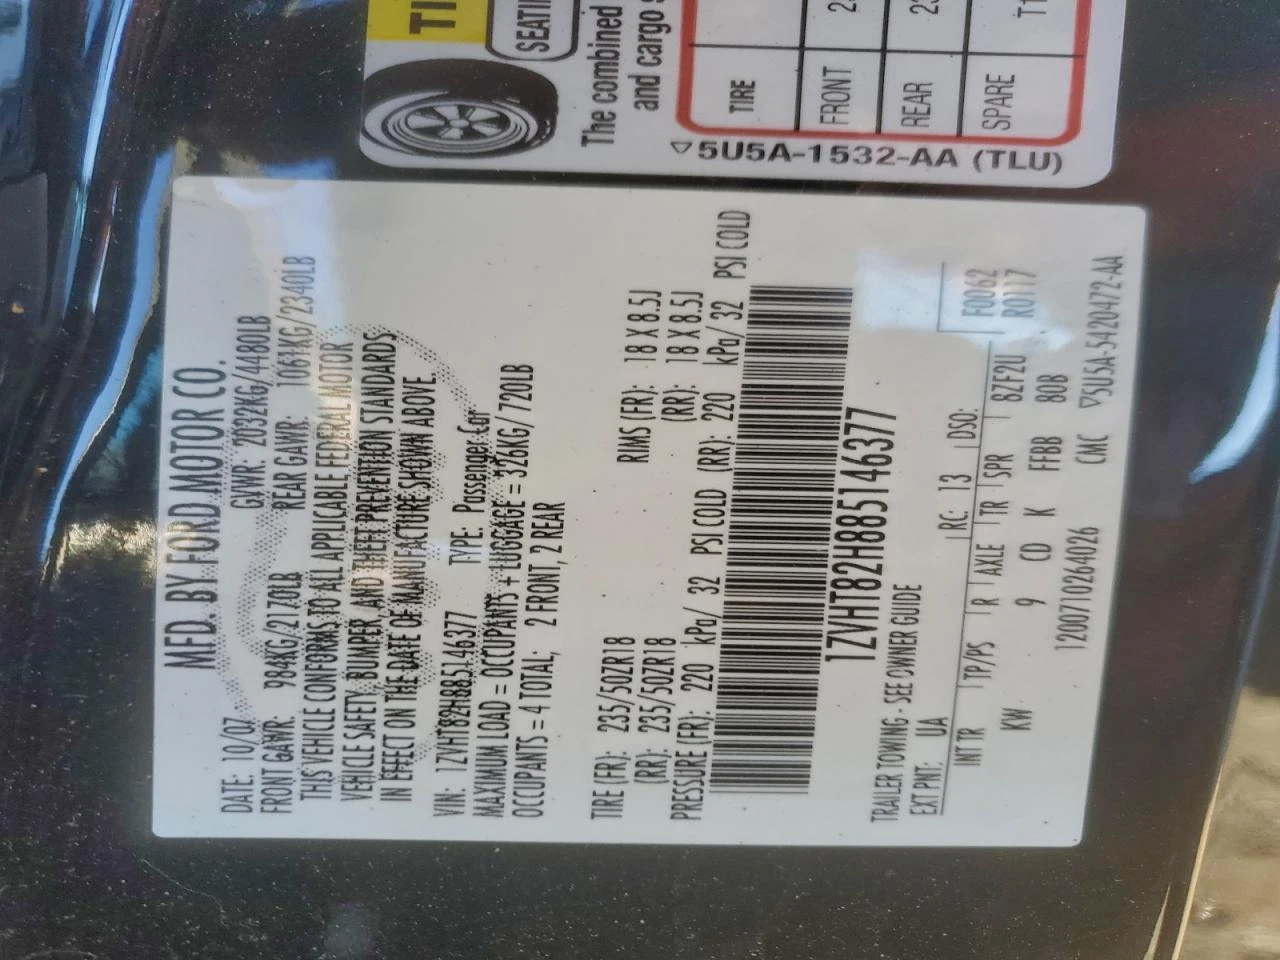 TI
SEATI
The combined
and cargo s
TIRE
FRONT 2
REAR 2
SPARE T1
5U5A-1532-AA (TLU)
MFD. BY FORD MOTOR CO.
DATE: 10/07 GVWR: 2032KG/4480LB
FRONT GAWR: 984KG/2170LB REAR GAWR: 1061KG/2340LB
THIS VEHICLE CONFORMS TO ALL APPLICABLE FEDERAL MOTOR
VEHICLE SAFETY, BUMPER, AND THEFT PREVENTION STANDARDS
IN EFFECT ON THE DATE OF MANUFACTURE SHOWN ABOVE.
VIN: 1ZVHT82H885146377 TYPE: Passenger Car
MAXIMUM LOAD = OCCUPANTS + LUGGAGE = 326KG/720LB
OCCUPANTS = 4 TOTAL; 2 FRONT, 2 REAR
TIRE (FR): 235/50ZR18 RIMS (FR): 18 X 8.5J
(RR): 235/50ZR18 (RR): 18 X 8.5J
PRESSURE (FR): 220 kPa/ 32 PSI COLD (RR): 220 kPa/ 32 PSI COLD
1ZVHT82H885146377
TRAILER TOWING - SEE OWNER GUIDE
EXT PNT: UA RC: 13 DSO: F0062
INT TR TP/PS R AXLE TR SPR 6ZF2U R0117
KW 9 CD K FFBB 80B
1200710264026 CMC 5U5A-5420472-AA